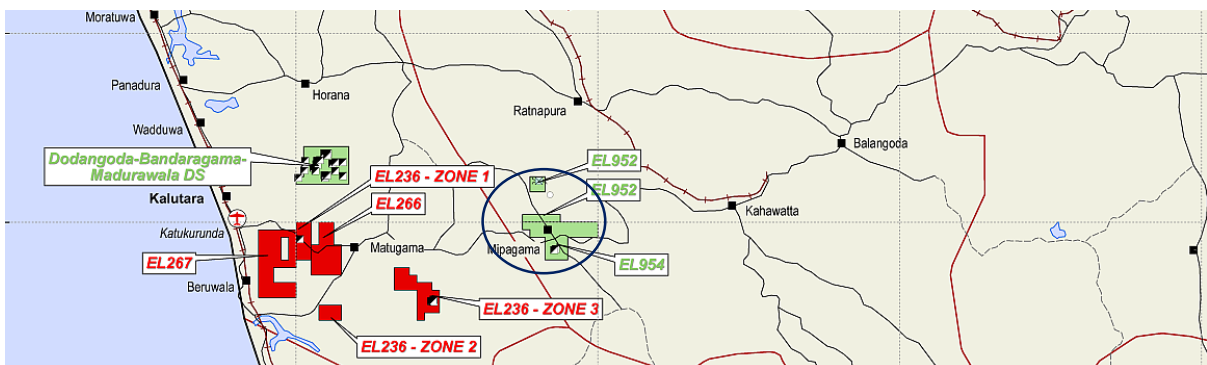 Moratuwa
Panadura
Horana
Ratnapura
Wadduwa
Balangoda
Dodangoda-Bandaragama-
Madurawala DS
EL952
EL236 - ZONE 1
Kalutara
EL266
EL952
Kahawatta
Katukurunda
Matugama
Mipagama
EL267
EL954
Beruwala
EL236 - ZONE 3
EL236 - ZONE 2